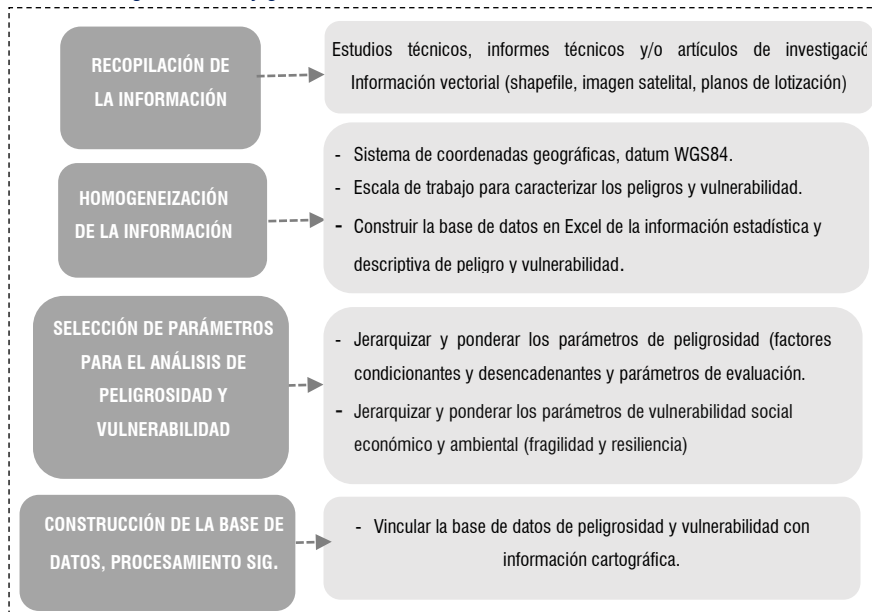 RECOPILACIÓN DE
LA INFORMACIÓN
Estudios técnicos, informes técnicos y/o artículos de investigació
Información vectorial (shapefile, imagen satelital, planos de lotización)
HOMOGENEIZACIÓN
DE LA INFORMACIÓN
- Sistema de coordenadas geográficas, datum WGS84.
- Escala de trabajo para caracterizar los peligros y vulnerabilidad.
- Construir la base de datos en Excel de la información estadística y
descriptiva de peligro y vulnerabilidad.
SELECCIÓN DE PARÁMETROS
PARA EL ANÁLISIS DE
PELIGROSIDAD Y
VULNERABILIDAD
- Jerarquizar y ponderar los parámetros de peligrosidad (factores
condicionantes y desencadenantes y parámetros de evaluación.
- Jerarquizar y ponderar los parámetros de vulnerabilidad social
económico y ambiental (fragilidad y resiliencia)
CONSTRUCCIÓN DE LA BASE DE
DATOS, PROCESAMIENTO SIG.
- Vincular la base de datos de peligrosidad y vulnerabilidad con
información cartográfica.